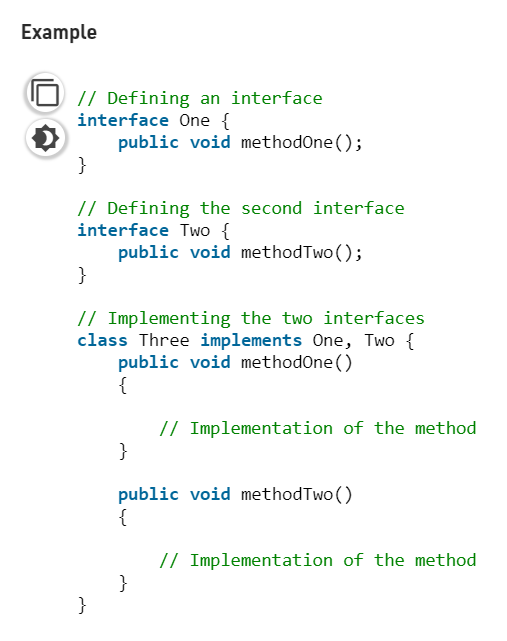 Example
// Defining an interface
interface One {
    public void methodOne();
}
// Defining the second interface
interface Two {
    public void methodTwo();
}
// Implementing the two interfaces
class Three implements One, Two {
    public void methodOne()
    {
        // Implementation of the method
    }
    public void methodTwo()
    {
        // Implementation of the method
    }
}